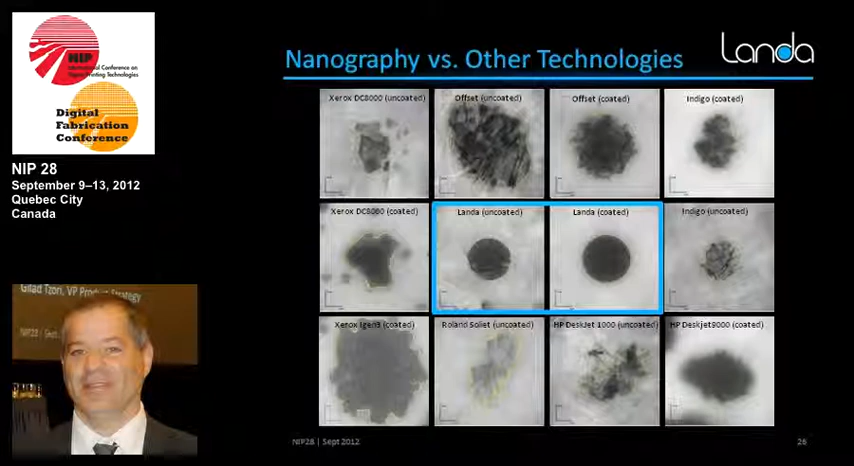 NIP
International Conference on
Digital Printing Technologies
Digital
Fabrication
Conference
NIP 28
September 9–13, 2012
Quebec City
Canada
Gilad Tzon, VP Product Strategy
Nanography vs. Other Technologies
Landa
Xerox DC8000 (uncoated)
Offset (uncoated)
Offset (coated)
Indigo (coated)
Xerox DC8000 (coated)
Landa (uncoated)
Landa (coated)
Indigo (uncoated)
Xerox Igen3 (coated)
Roland Soljet (uncoated)
HP DeskJet 1000 (uncoated)
HP Deskjet9000 (coated)
NIP28 | Sept 2012
26